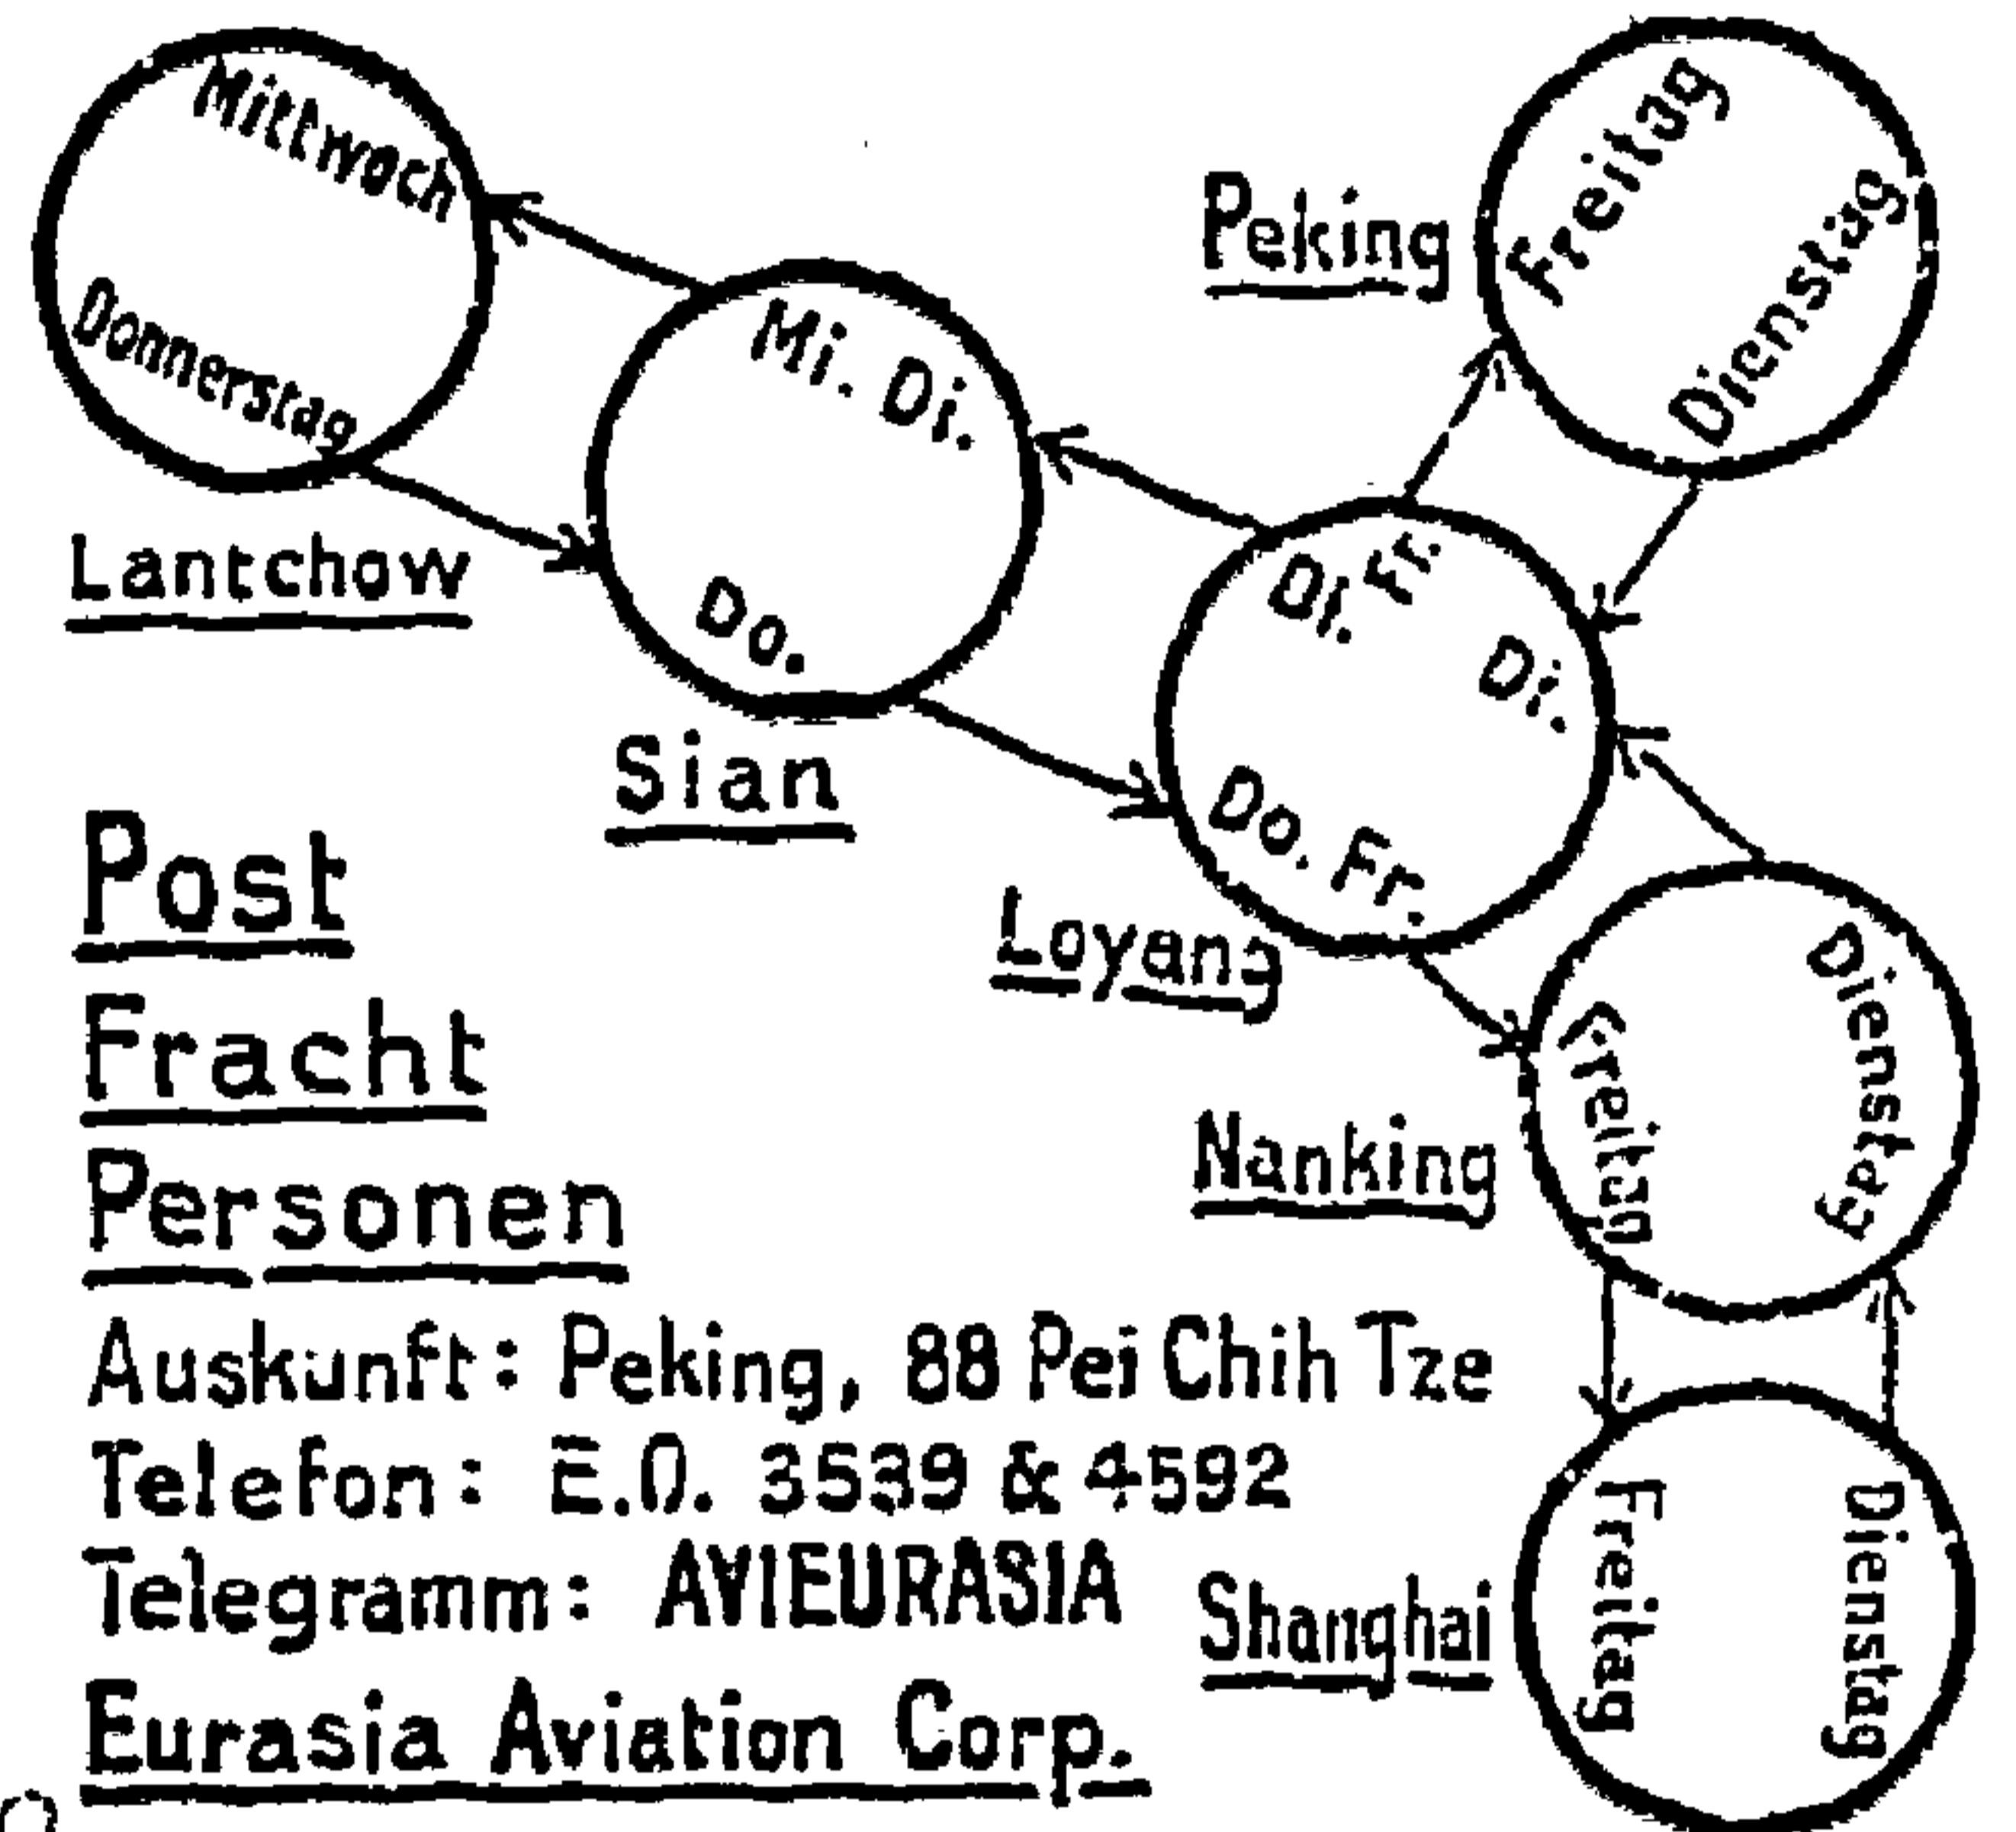 Mittwoch
Donnerstag
Lantchow
Mi. Di.
Do.
Sian
Peking
Freitag
Dienstag
Di. Fr.
Di.
Do. Fr.
Loyang
Dienstag
Freitag
Nanking
Freitag
Dienstag
Shanghai
Post
Fracht
Personen
Auskunft: Peking, 88 Pei Chih Tze
Telefon: E.O. 3539 & 4592
Telegramm: AVIEURASIA
Eurasia Aviation Corp.